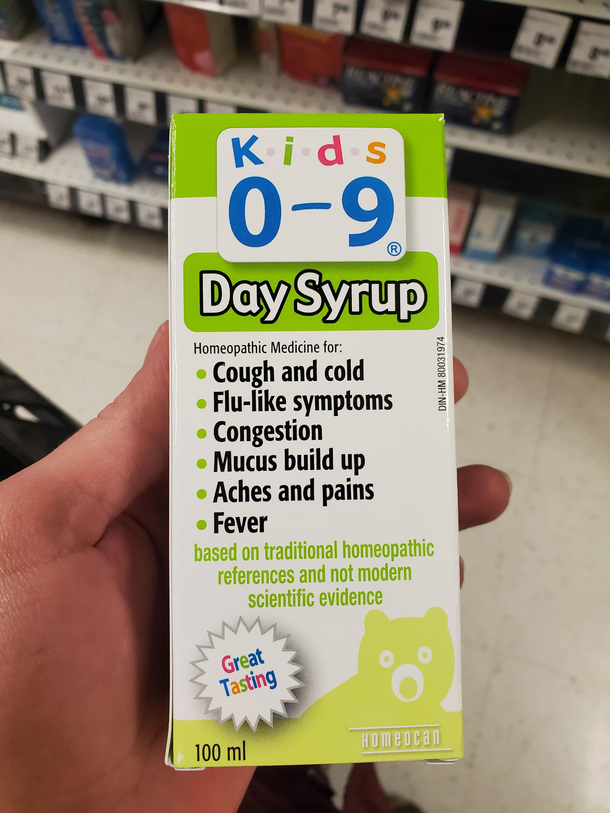 K·i·d·s
0-9®
Day Syrup
Homeopathic Medicine for:
• Cough and cold
• Flu-like symptoms
• Congestion
• Mucus build up
• Aches and pains
• Fever
based on traditional homeopathic
references and not modern
scientific evidence
DIN-HM 80031974
Great
Tasting
HOMEOCAN
100 ml